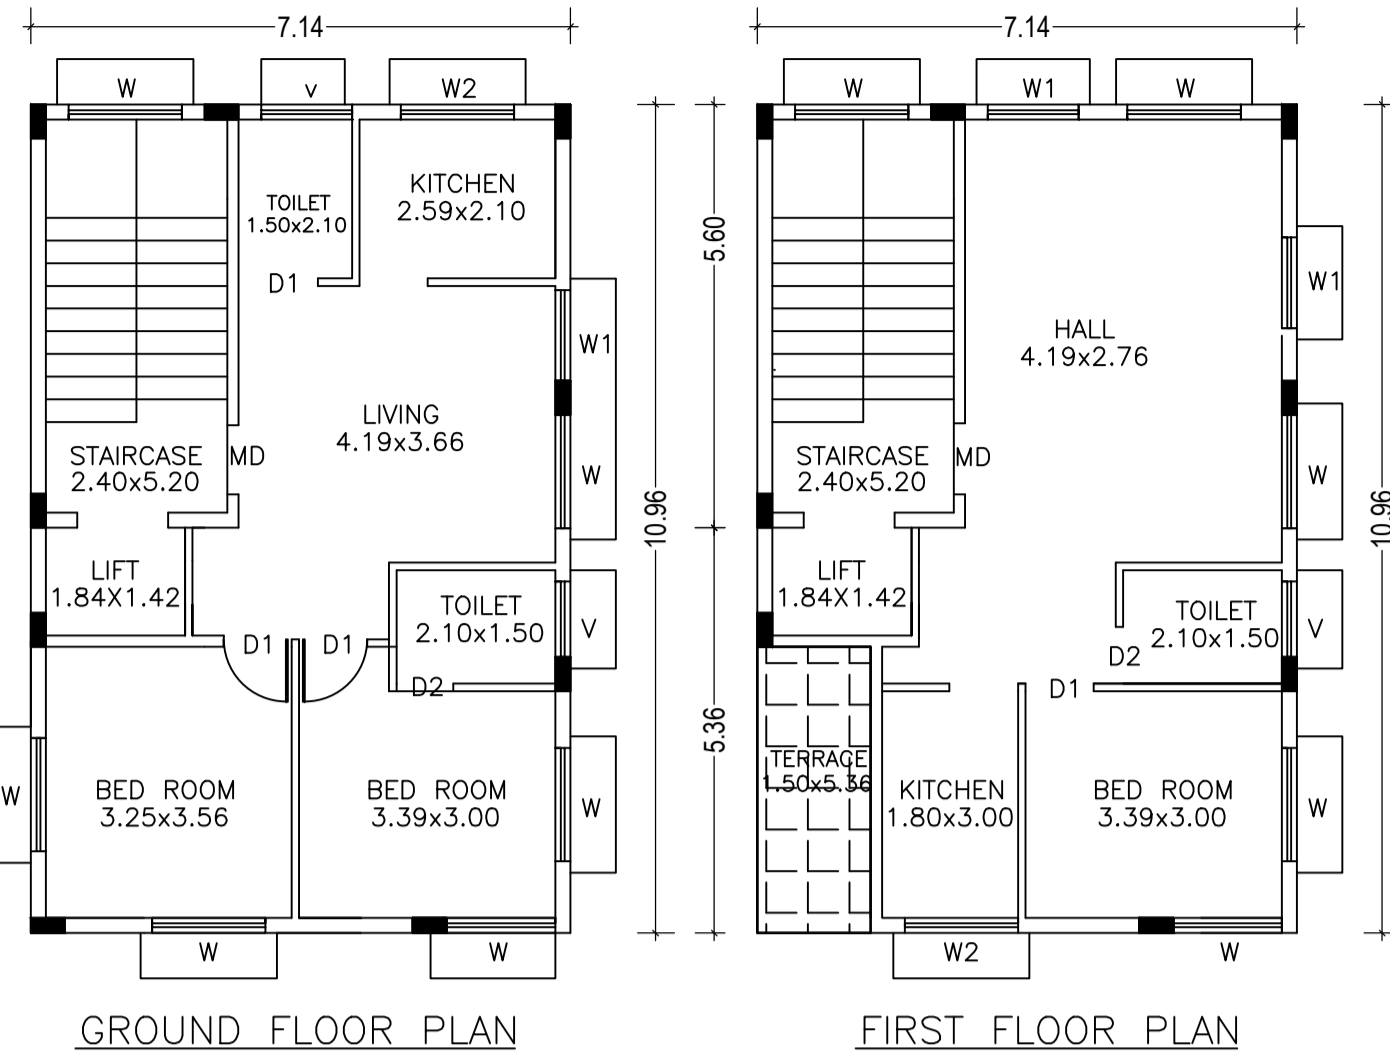 7.14
W
v
W2
KITCHEN
2.59x2.10
TOILET
1.50x2.10
D1
W1
LIVING
4.19x3.66
STAIRCASE
2.40x5.20
MD
W
10.96
LIFT
1.84X1.42
TOILET
2.10x1.50
V
D1
D1
D2
W
BED ROOM
3.25x3.56
BED ROOM
3.39x3.00
W
W
W
GROUND FLOOR PLAN
7.14
W
W1
W
5.60
W1
HALL
4.19x2.76
STAIRCASE
2.40x5.20
MD
W
10.96
LIFT
1.84X1.42
TOILET
2.10x1.50
V
D2
D1
5.36
TERRACE
1.50x5.36
KITCHEN
1.80x3.00
BED ROOM
3.39x3.00
W
W2
W
FIRST FLOOR PLAN